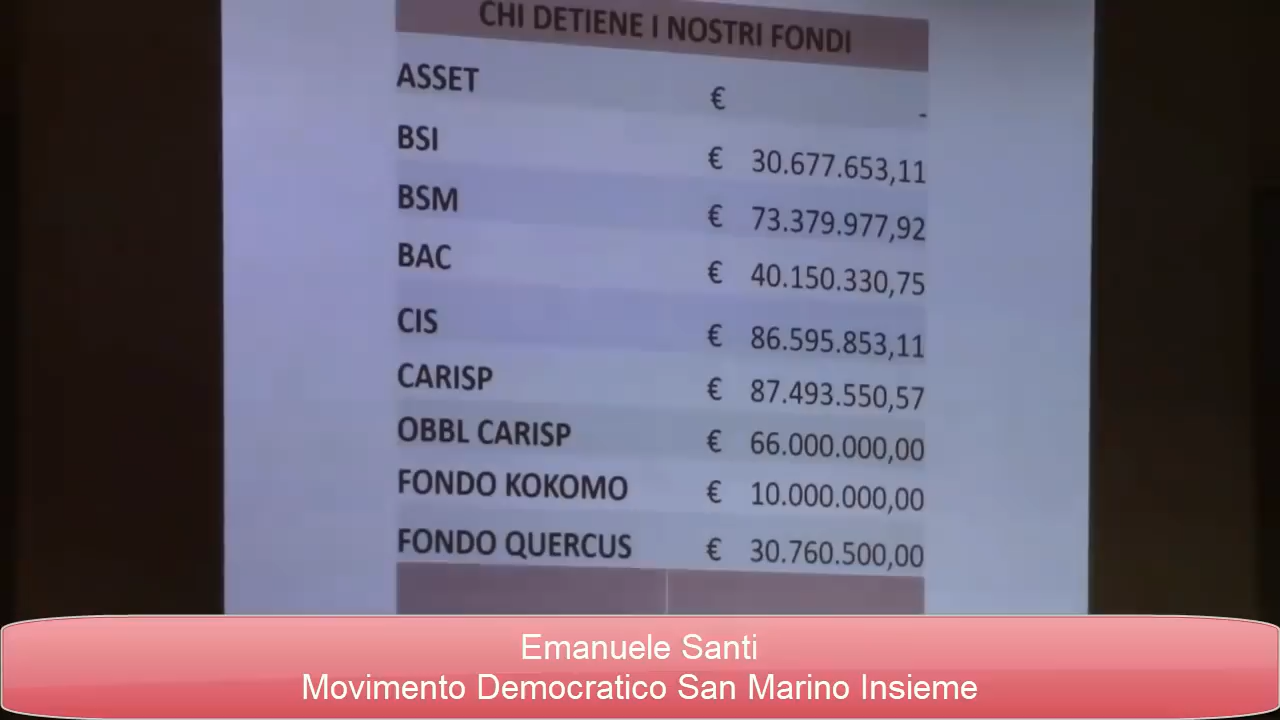 CHI DETIENE I NOSTRI FONDI
ASSET € -
BSI € 30.677.653,11
BSM € 73.379.977,92
BAC € 40.150.330,75
CIS € 86.595.853,11
CARISP € 87.493.550,57
OBBL CARISP € 66.000.000,00
FONDO KOKOMO € 10.000.000,00
FONDO QUERCUS € 30.760.500,00
Emanuele Santi
Movimento Democratico San Marino Insieme